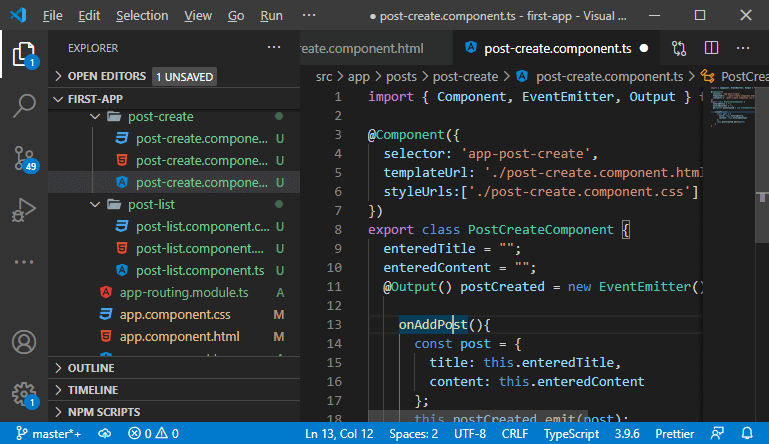 File Edit Selection View Go Run ··· ● post-create.component.ts - first-app - Visual ...
EXPLORER ···
OPEN EDITORS 1 UNSAVED
FIRST-APP
post-create
post-create.compone... U
post-create.compone... U
post-create.compone... U
post-list
post-list.component.c... U
post-list.component.... U
post-list.component.ts U
app-routing.module.ts A
app.component.css M
app.component.html M
OUTLINE
TIMELINE
NPM SCRIPTS
1
49
1
eate.component.html
post-create.component.ts ●
src > app > posts > post-create > post-create.component.ts > PostCrea
1 import { Component, EventEmitter, Output } f
2
3 @Component({
4 selector: 'app-post-create',
5 templateUrl: './post-create.component.html
6 styleUrls:['./post-create.component.css']
7 })
8 export class PostCreateComponent {
9 enteredTitle = "";
10 enteredContent = "";
11 @Output() postCreated = new EventEmitter()
12
13 onAddPost(){
14 const post = {
15 title: this.enteredTitle,
16 content: this.enteredContent
17 };
18 this.postCreated.emit(post);
master*+ 0 0 Ln 13, Col 12 Spaces: 2 UTF-8 CRLF TypeScript 3.9.6 Prettier